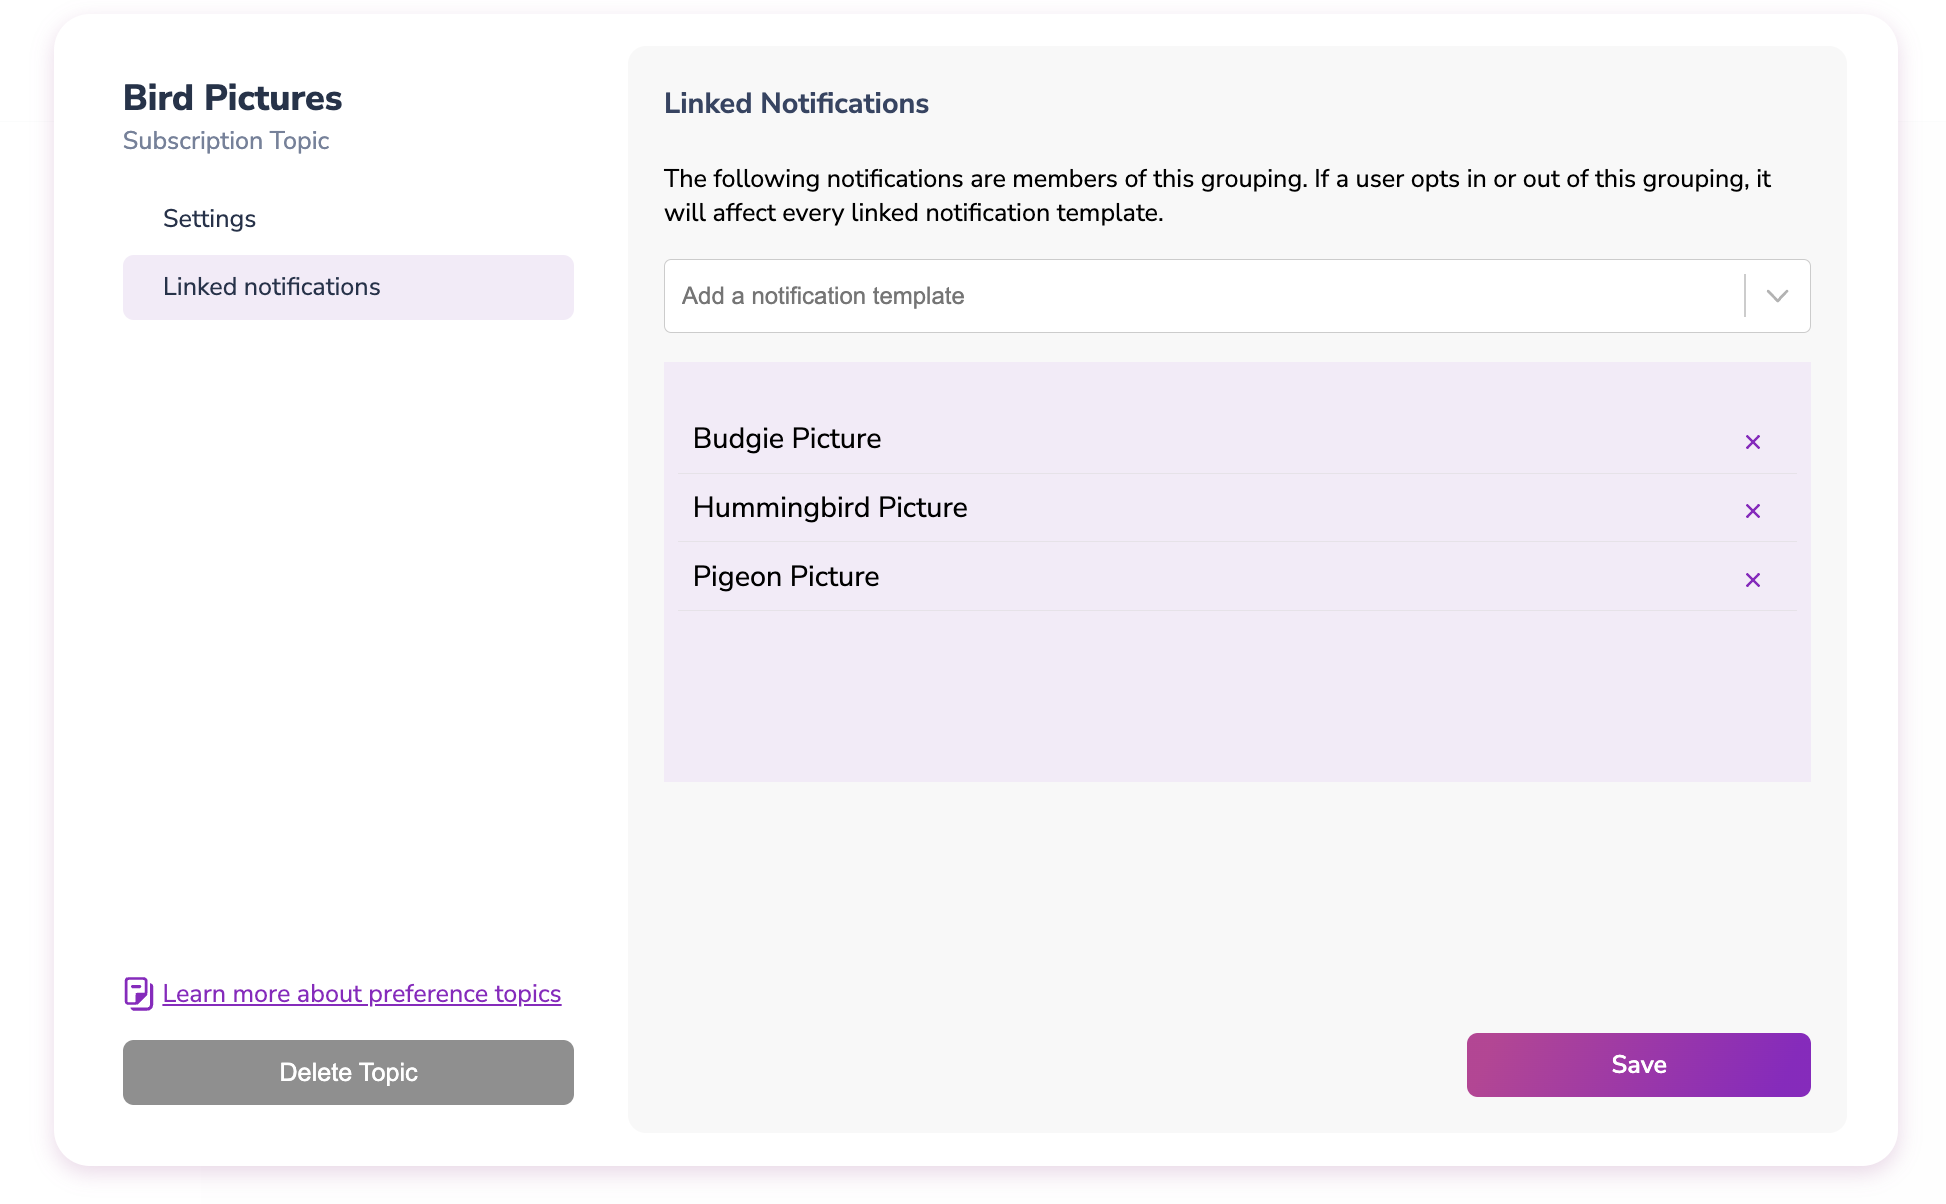 Bird Pictures
Subscription Topic
Settings
Linked notifications
Learn more about preference topics
Delete Topic
Linked Notifications
The following notifications are members of this grouping. If a user opts in or out of this grouping, it
will affect every linked notification template.
Add a notification template
Budgie Picture
Hummingbird Picture
Pigeon Picture
Save